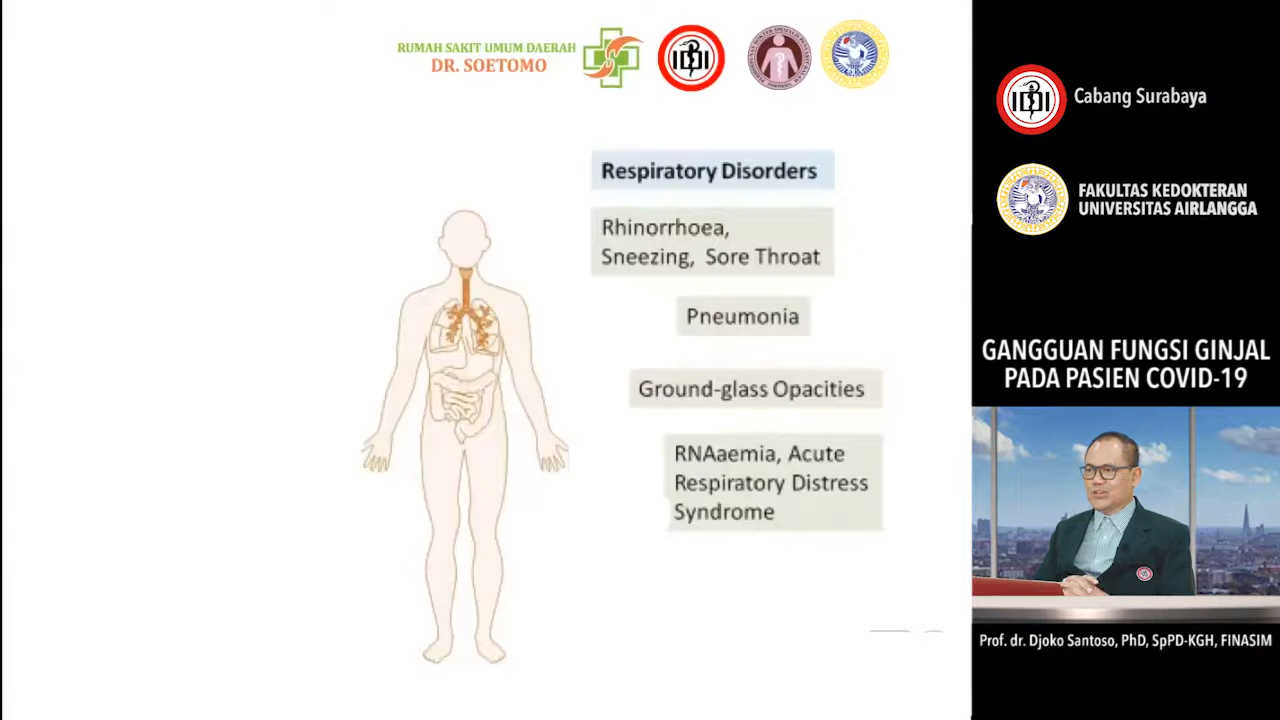 RUMAH SAKIT UMUM DAERAH
DR. SOETOMO
IDI
Respiratory Disorders
Rhinorrhoea,
Sneezing, Sore Throat
Pneumonia
Ground-glass Opacities
RNAaemia, Acute
Respiratory Distress
Syndrome
IDI
Cabang Surabaya
FAKULTAS KEDOKTERAN
UNIVERSITAS AIRLANGGA
GANGGUAN FUNGSI GINJAL
PADA PASIEN COVID-19
Prof. dr. Djoko Santoso, PhD, SpPD-KGH, FINASIM